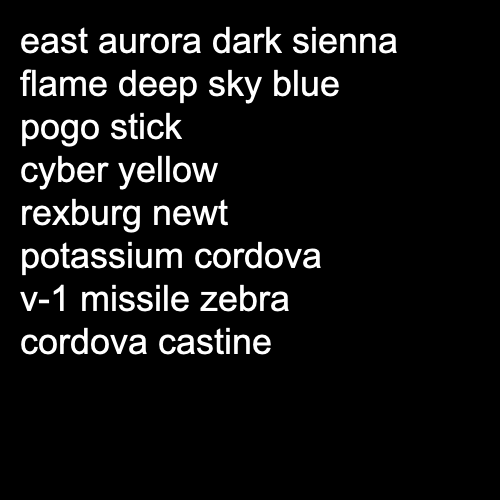 east aurora dark sienna
flame deep sky blue
pogo stick
cyber yellow
rexburg newt
potassium cordova
v-1 missile zebra
cordova castine